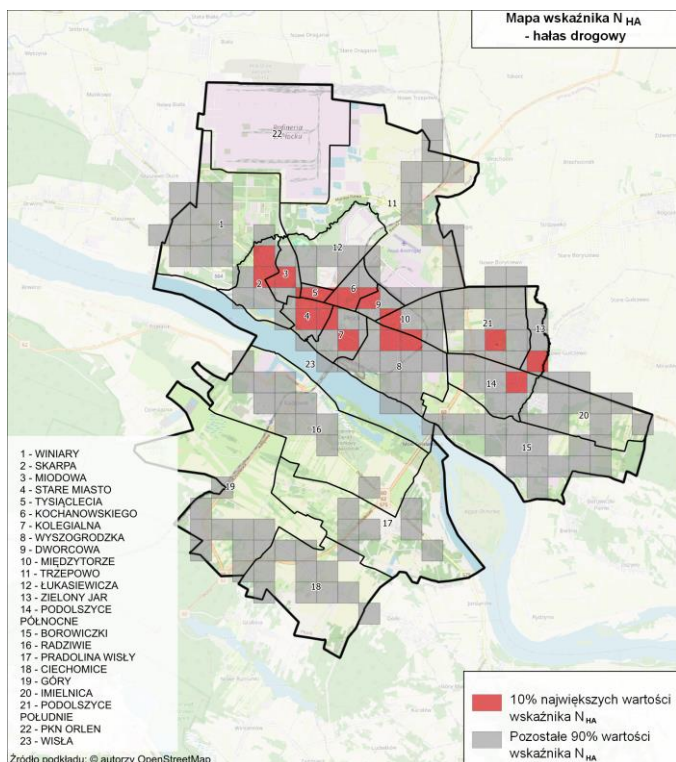 Mapa wskaźnika N HA
- hałas drogowy
Rafineria
22
11
1
12
2
3
5
6
9
4
10
7
21
13
23
8
14
20
15
16
19
17
18
1 - WINIARY
2 - SKARPA
3 - MIODOWA
4 - STARE MIASTO
5 - TYSIĄCLECIA
6 - KOCHANOWSKIEGO
7 - KOLEGIALNA
8 - WYSZOGRODZKA
9 - DWORCOWA
10 - MIĘDZYTORZE
11 - TRZEPOWO
12 - ŁUKASIEWICZA
13 - ZIELONY JAR
14 - PODOLSZYCE
PÓŁNOCNE
15 - BOROWICZKI
16 - RADZIWIE
17 - PRADOLINA WISŁY
18 - CIECHOMICE
19 - GÓRY
20 - IMIELNICA
21 - PODOLSZYCE
POŁUDNIE
22 - PKN ORLEN
23 - WISŁA
Źródło podkładu: © autorzy OpenStreetMap
10% największych wartości
wskaźnika N HA
Pozostałe 90% wartości
wskaźnika N HA